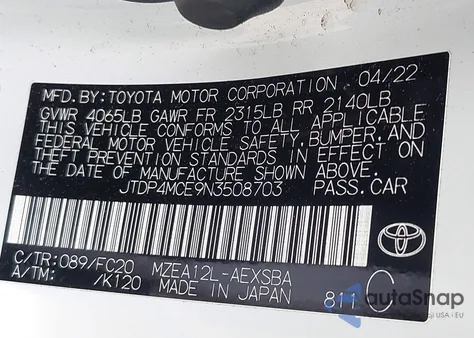 MFD.BY:TOYOTA MOTOR CORPORATION 04/22
GVWR 4065LB GAWR FR 2315LB RR 2140LB
THIS VEHICLE CONFORMS TO ALL APPLICABLE
FEDERAL MOTOR VEHICLE SAFETY,BUMPER,AND
THEFT PREVENTION STANDARDS IN EFFECT ON
THE DATE OF MANUFACTURE SHOWN ABOVE.
JTDP4MCE9N3508703 PASS.CAR
C/TR:089/FC20 MZEA12L-AEXSBA
A/TM: /K120 MADE IN JAPAN 811 C
autoSnap